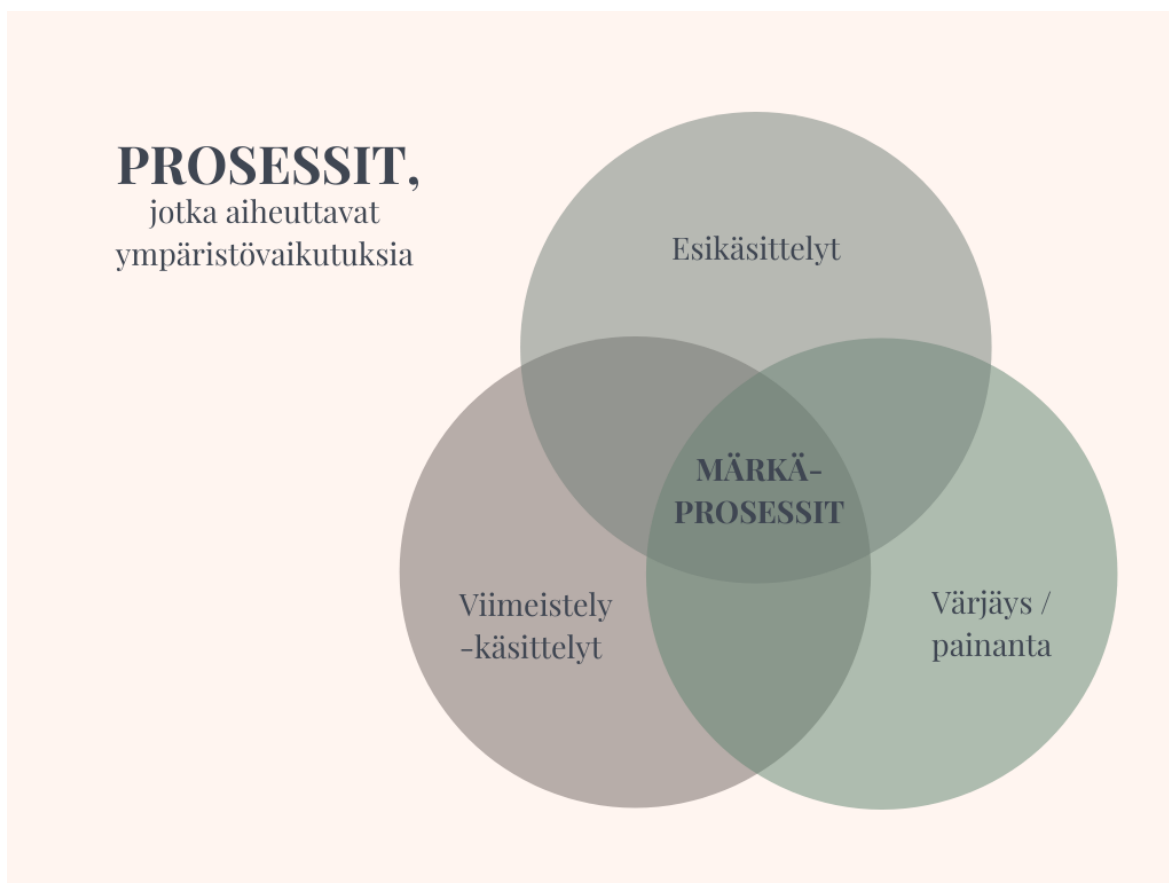 PROSESSIT,
jotka aiheuttavat
ympäristövaikutuksia
Esikäsittelyt
MÄRKÄ-
PROSESSIT
Viimeistely
-käsittelyt
Värjäys /
painanta